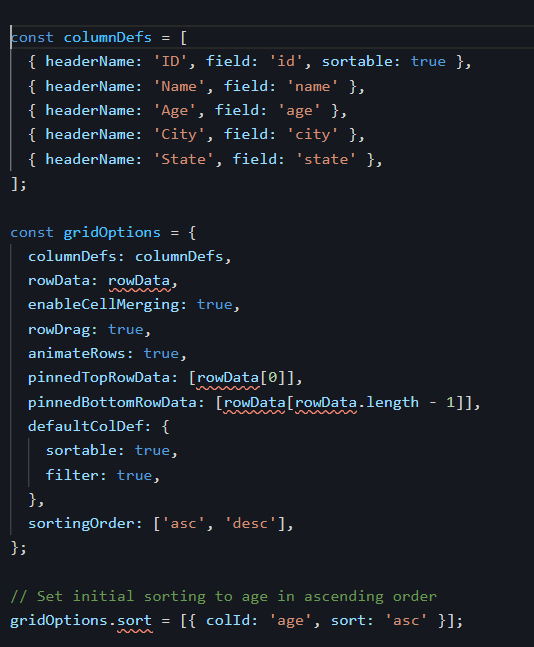 const columnDefs = [
  { headerName: 'ID', field: 'id', sortable: true },
  { headerName: 'Name', field: 'name' },
  { headerName: 'Age', field: 'age' },
  { headerName: 'City', field: 'city' },
  { headerName: 'State', field: 'state' },
];

const gridOptions = {
  columnDefs: columnDefs,
  rowData: rowData,
  enableCellMerging: true,
  rowDrag: true,
  animateRows: true,
  pinnedTopRowData: [rowData[0]],
  pinnedBottomRowData: [rowData[rowData.length - 1]],
  defaultColDef: {
    sortable: true,
    filter: true,
  },
  sortingOrder: ['asc', 'desc'],
};

// Set initial sorting to age in ascending order
gridOptions.sort = [{ colId: 'age', sort: 'asc' }];